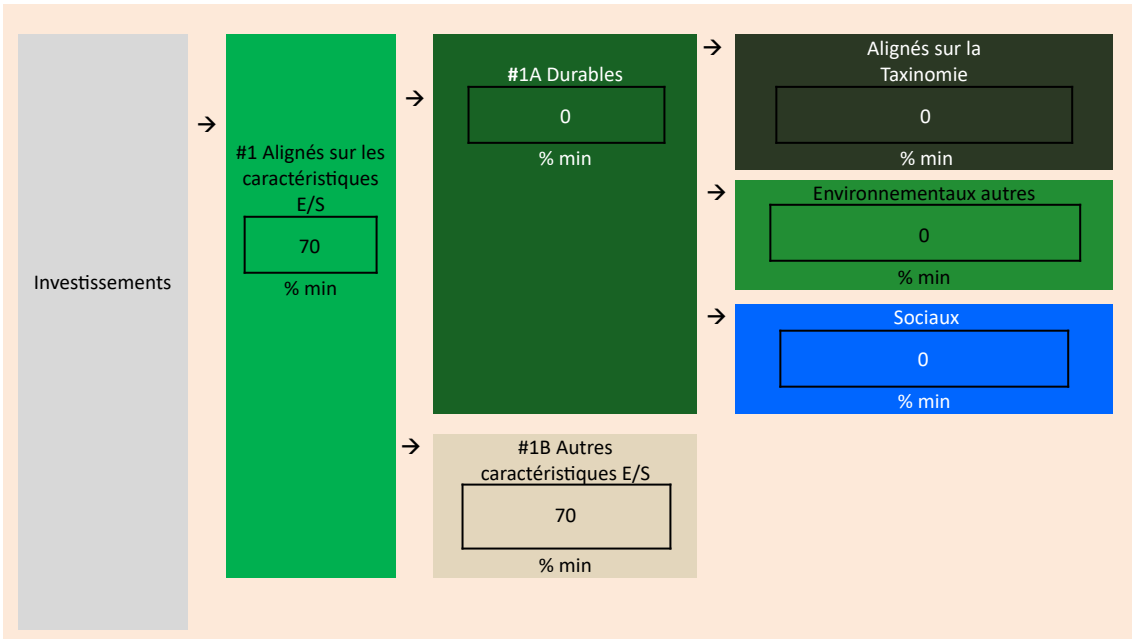 Investissements
→
#1 Alignés sur les
caractéristiques
E/S
70
% min
→
#1A Durables
0
% min
→
Alignés sur la
Taxinomie
0
% min
→
Environnementaux autres
0
% min
→
Sociaux
0
% min
→
#1B Autres
caractéristiques E/S
70
% min